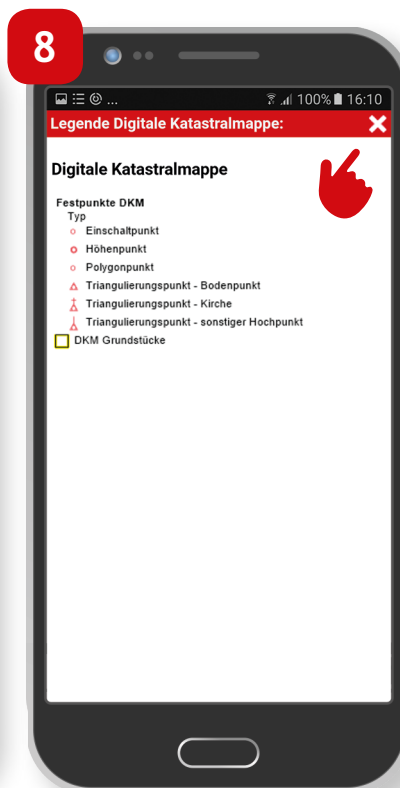 8
... 100% 16:10
Legende Digitale Katastralmappe:
Digitale Katastralmappe
Festpunkte DKM
Typ
Einschaltpunkt
Höhenpunkt
Polygonpunkt
Triangulierungspunkt - Bodenpunkt
Triangulierungspunkt - Kirche
Triangulierungspunkt - sonstiger Hochpunkt
DKM Grundstücke